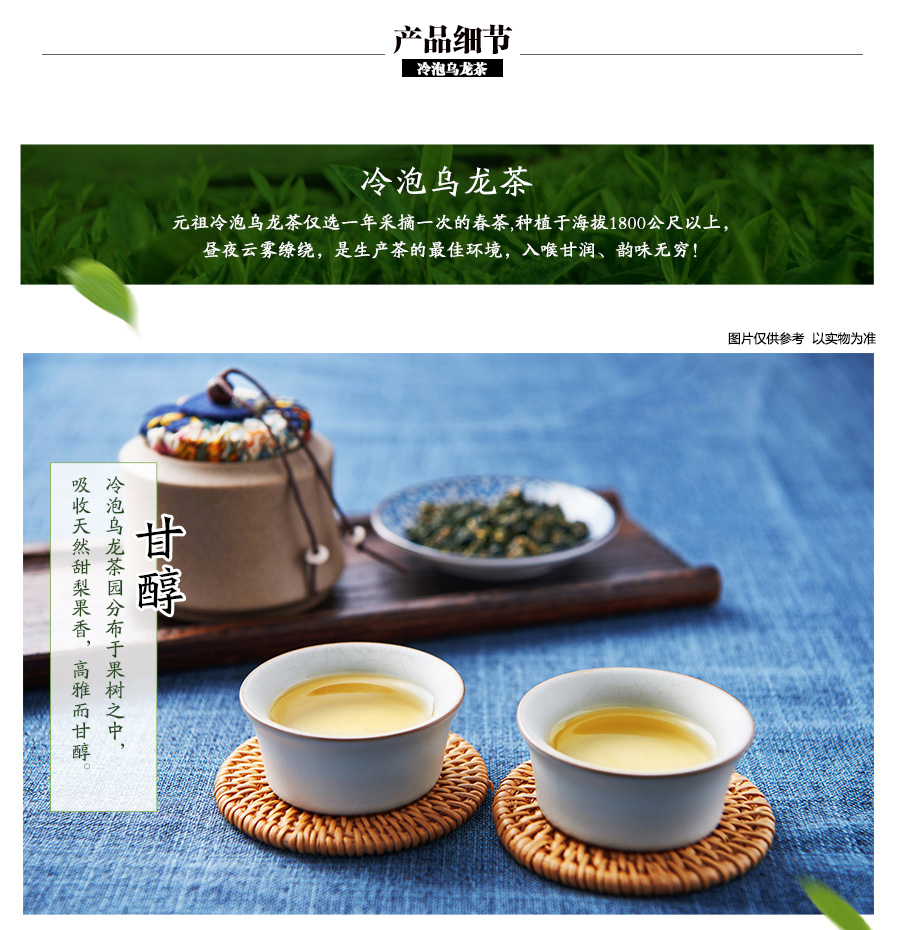 产品细节
冷泡乌龙茶
冷泡乌龙茶
元祖冷泡乌龙茶仅选一年采摘一次的春茶,种植于海拔1800公尺以上，
昼夜云雾缭绕，是生产茶的最佳环境，入喉甘润、韵味无穷！
图片仅供参考 以实物为准
甘醇
冷泡乌龙茶园分布于果树之中，
吸收天然甜梨果香，高雅而甘醇。